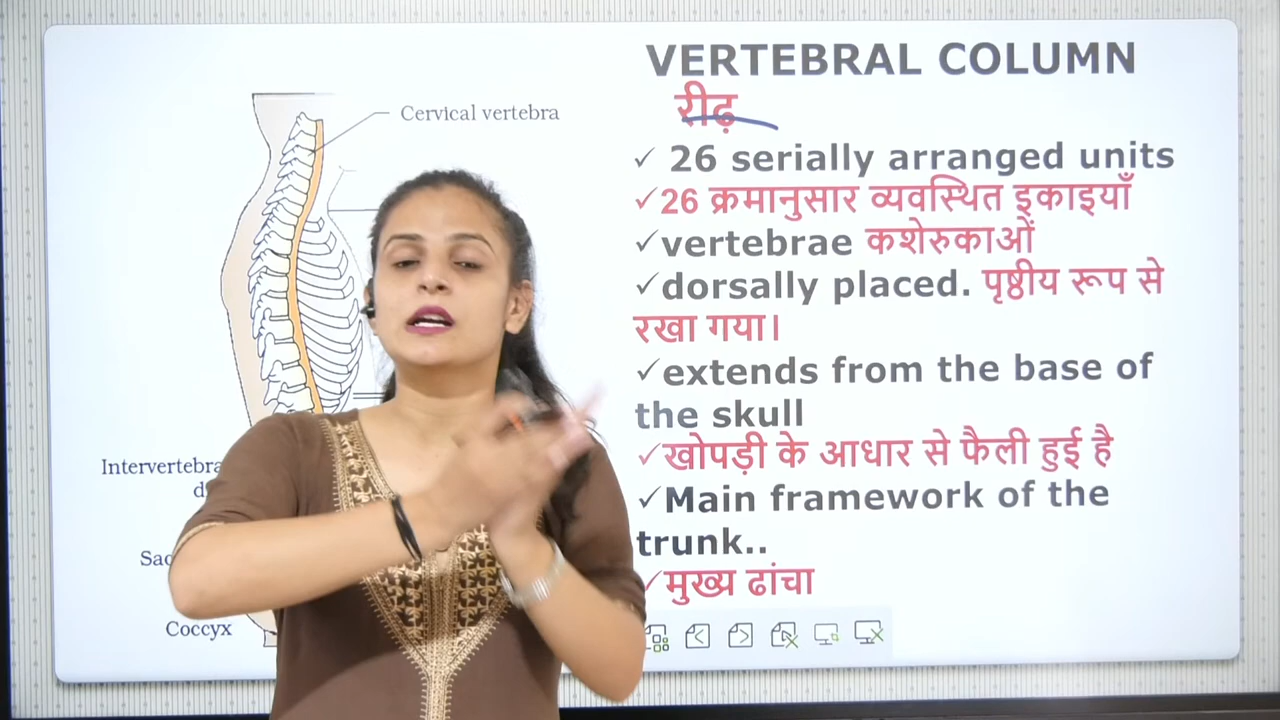 VERTEBRAL COLUMN
रीढ़
✓ 26 serially arranged units
✓26 क्रमानुसार व्यवस्थित इकाइयाँ
✓vertebrae कशेरुकाओं
✓dorsally placed. पृष्ठीय रूप से
रखा गया।
✓extends from the base of
the skull
✓खोपड़ी के आधार से फैली हुई है
✓Main framework of the
trunk..
✓मुख्य ढांचा
Cervical vertebra
Coccyx